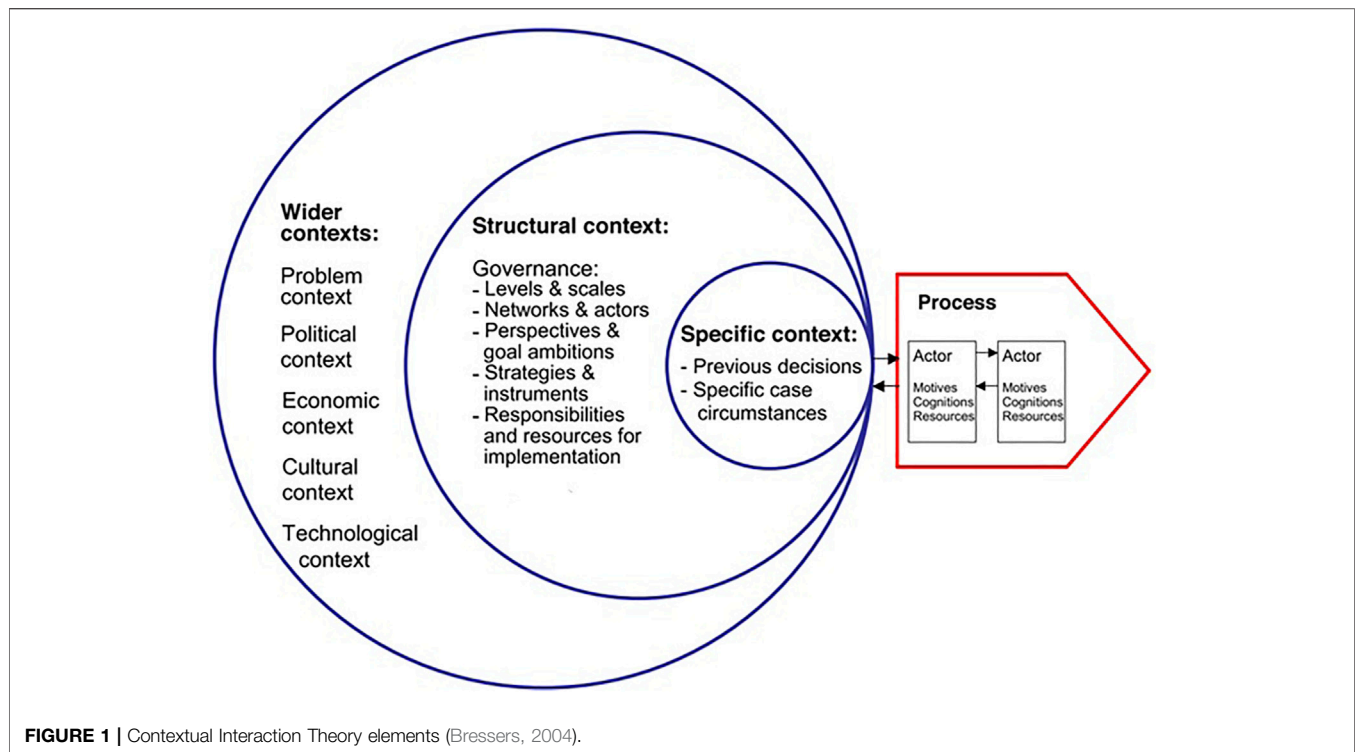 Wider
contexts:
Problem
context
Political
context
Economic
context
Cultural
context
Technological
context
Structural context:
Governance:
- Levels & scales
- Networks & actors
- Perspectives &
goal ambitions
- Strategies &
instruments
- Responsibilities
and resources for
implementation
Specific context:
- Previous decisions
- Specific case
circumstances
Process
Actor
Motives
Cognitions
Resources
Actor
Motives
Cognitions
Resources
FIGURE 1 | Contextual Interaction Theory elements (Bressers, 2004).